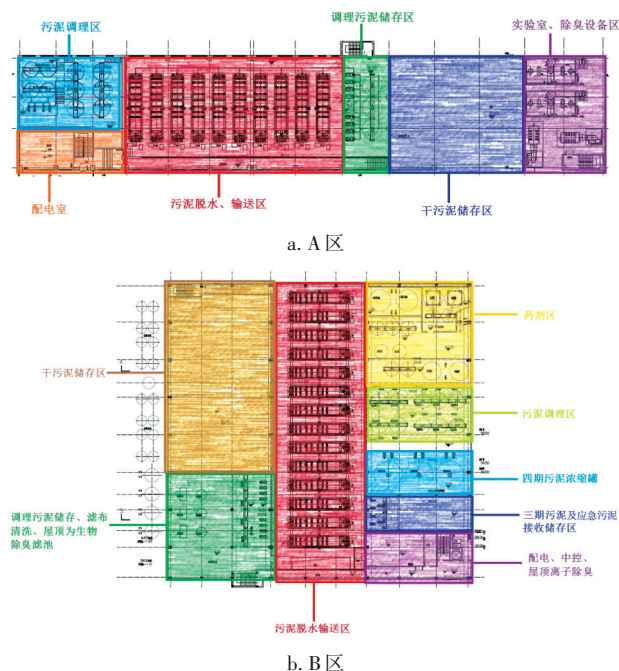 污泥调理区
调理污泥储存区
实验室、除臭设备区
配电室
污泥脱水、输送区
干污泥储存区
a. A区
药剂区
干污泥储存区
污泥调理区
四期污泥浓缩罐
调理污泥储存、滤布
清洗、屋顶为生物
除臭滤池
三期污泥及应急污泥
接收储存区
配电、中控、
屋顶离子除臭
污泥脱水输送区
b. B区